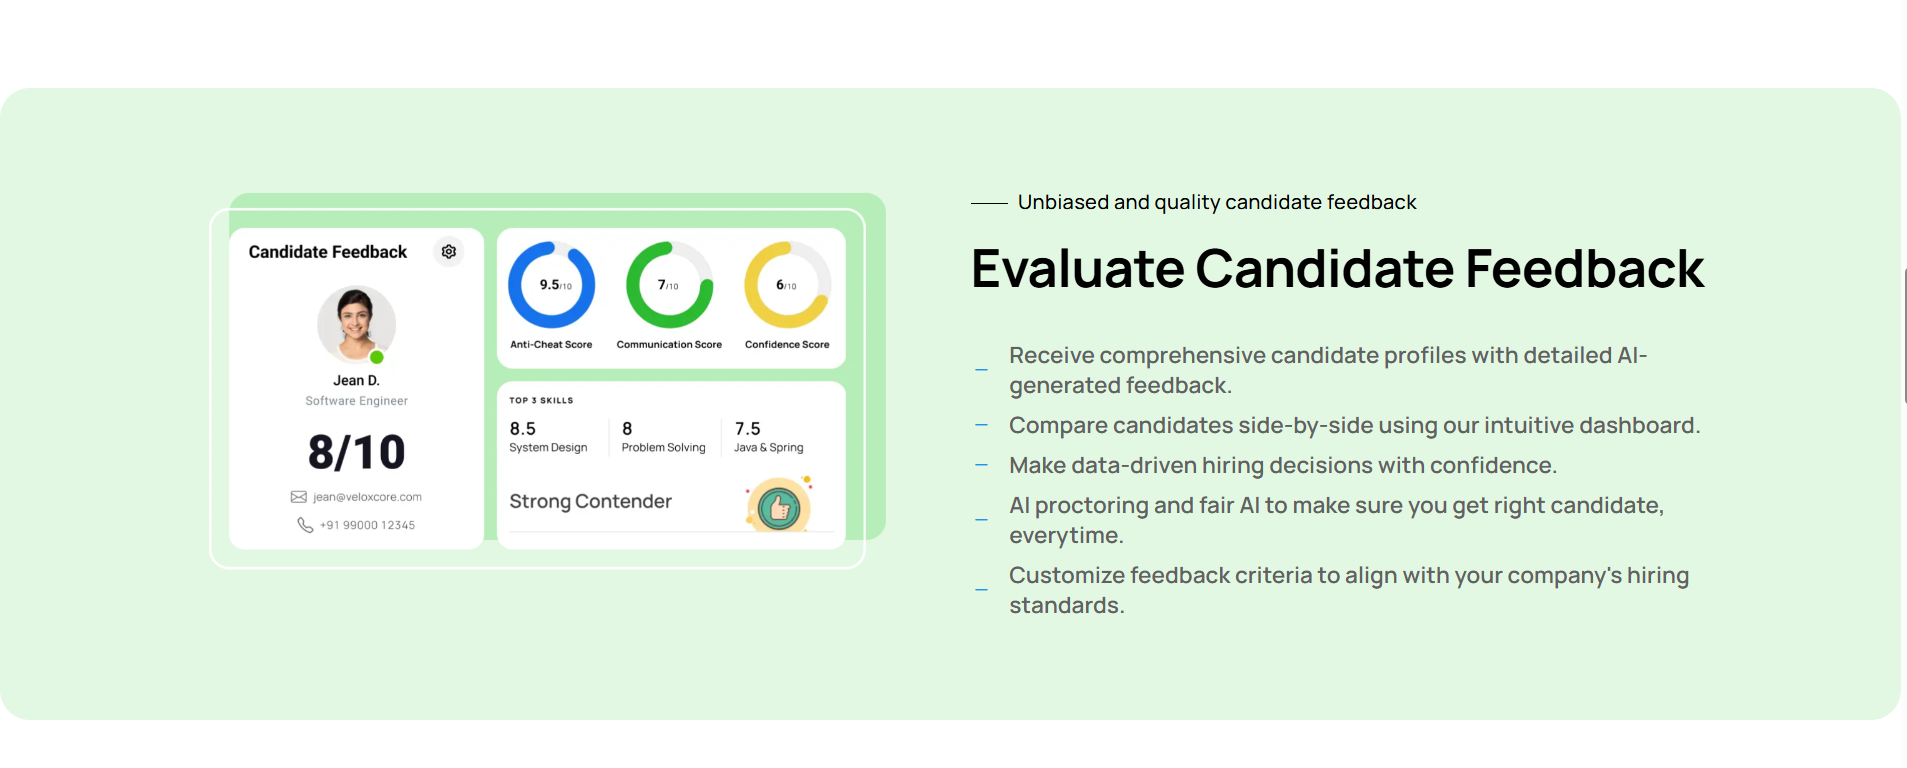 Candidate Feedback
Jean D.
Software Engineer
8/10
jean@veloxcore.com
+91 99000 12345
9.5/10
7/10
6/10
Anti-Cheat Score
Communication Score
Confidence Score
TOP 3 SKILLS
8.5
8
7.5
System Design
Problem Solving
Java & Spring
Strong Contender
Unbiased and quality candidate feedback
Evaluate Candidate Feedback
Receive comprehensive candidate profiles with detailed AI-
generated feedback.
Compare candidates side-by-side using our intuitive dashboard.
Make data-driven hiring decisions with confidence.
AI proctoring and fair AI to make sure you get right candidate,
everytime.
Customize feedback criteria to align with your company's hiring
standards.